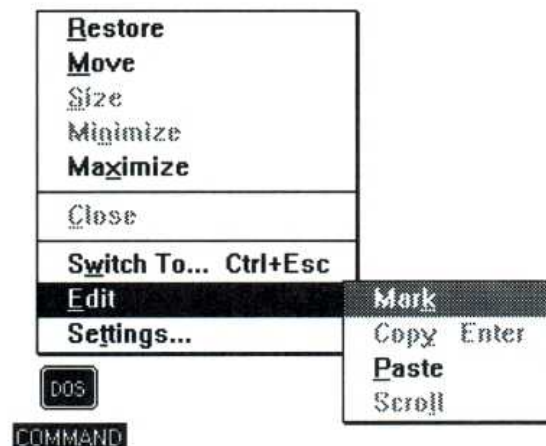 Restore
Move
Size
Minimize
Maximize
Close
Switch To... Ctrl+Esc
Edit
Settings...
Mark
Copy Enter
Paste
Scroll
DOS
COMMAND